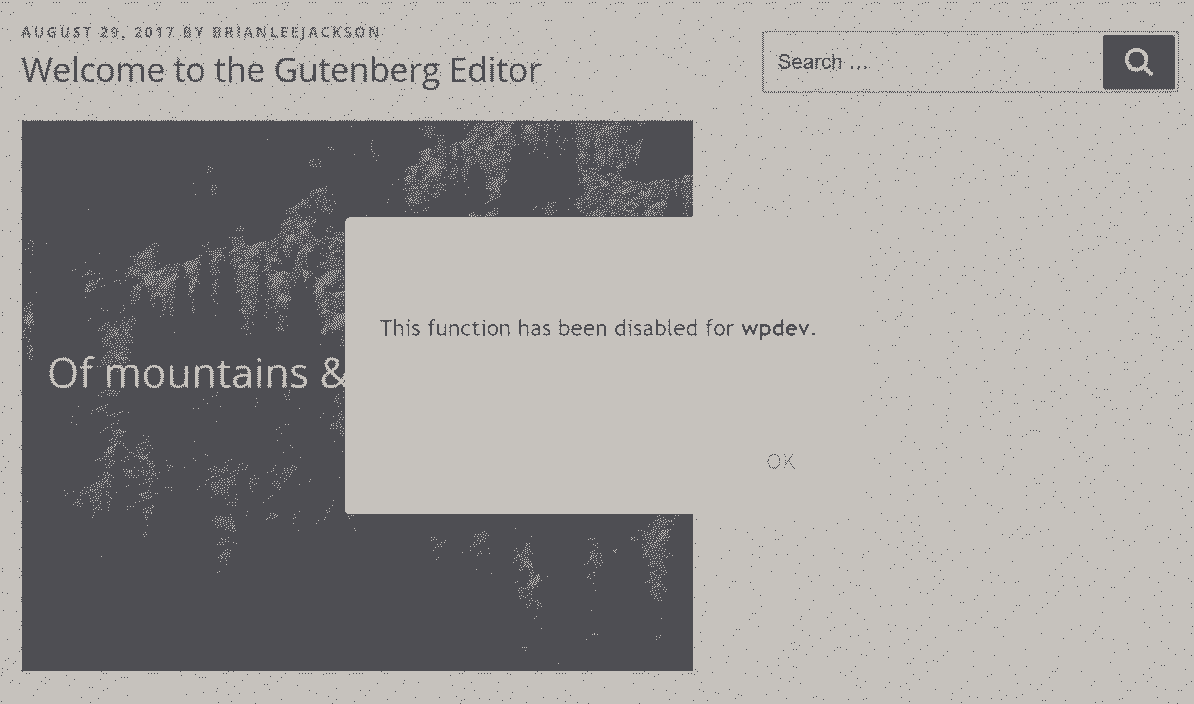 AUGUST 29, 2017 BY BRIANLEEJACKSON
Welcome to the Gutenberg Editor
Search …
This function has been disabled for wpdev.
Of mountains &
OK